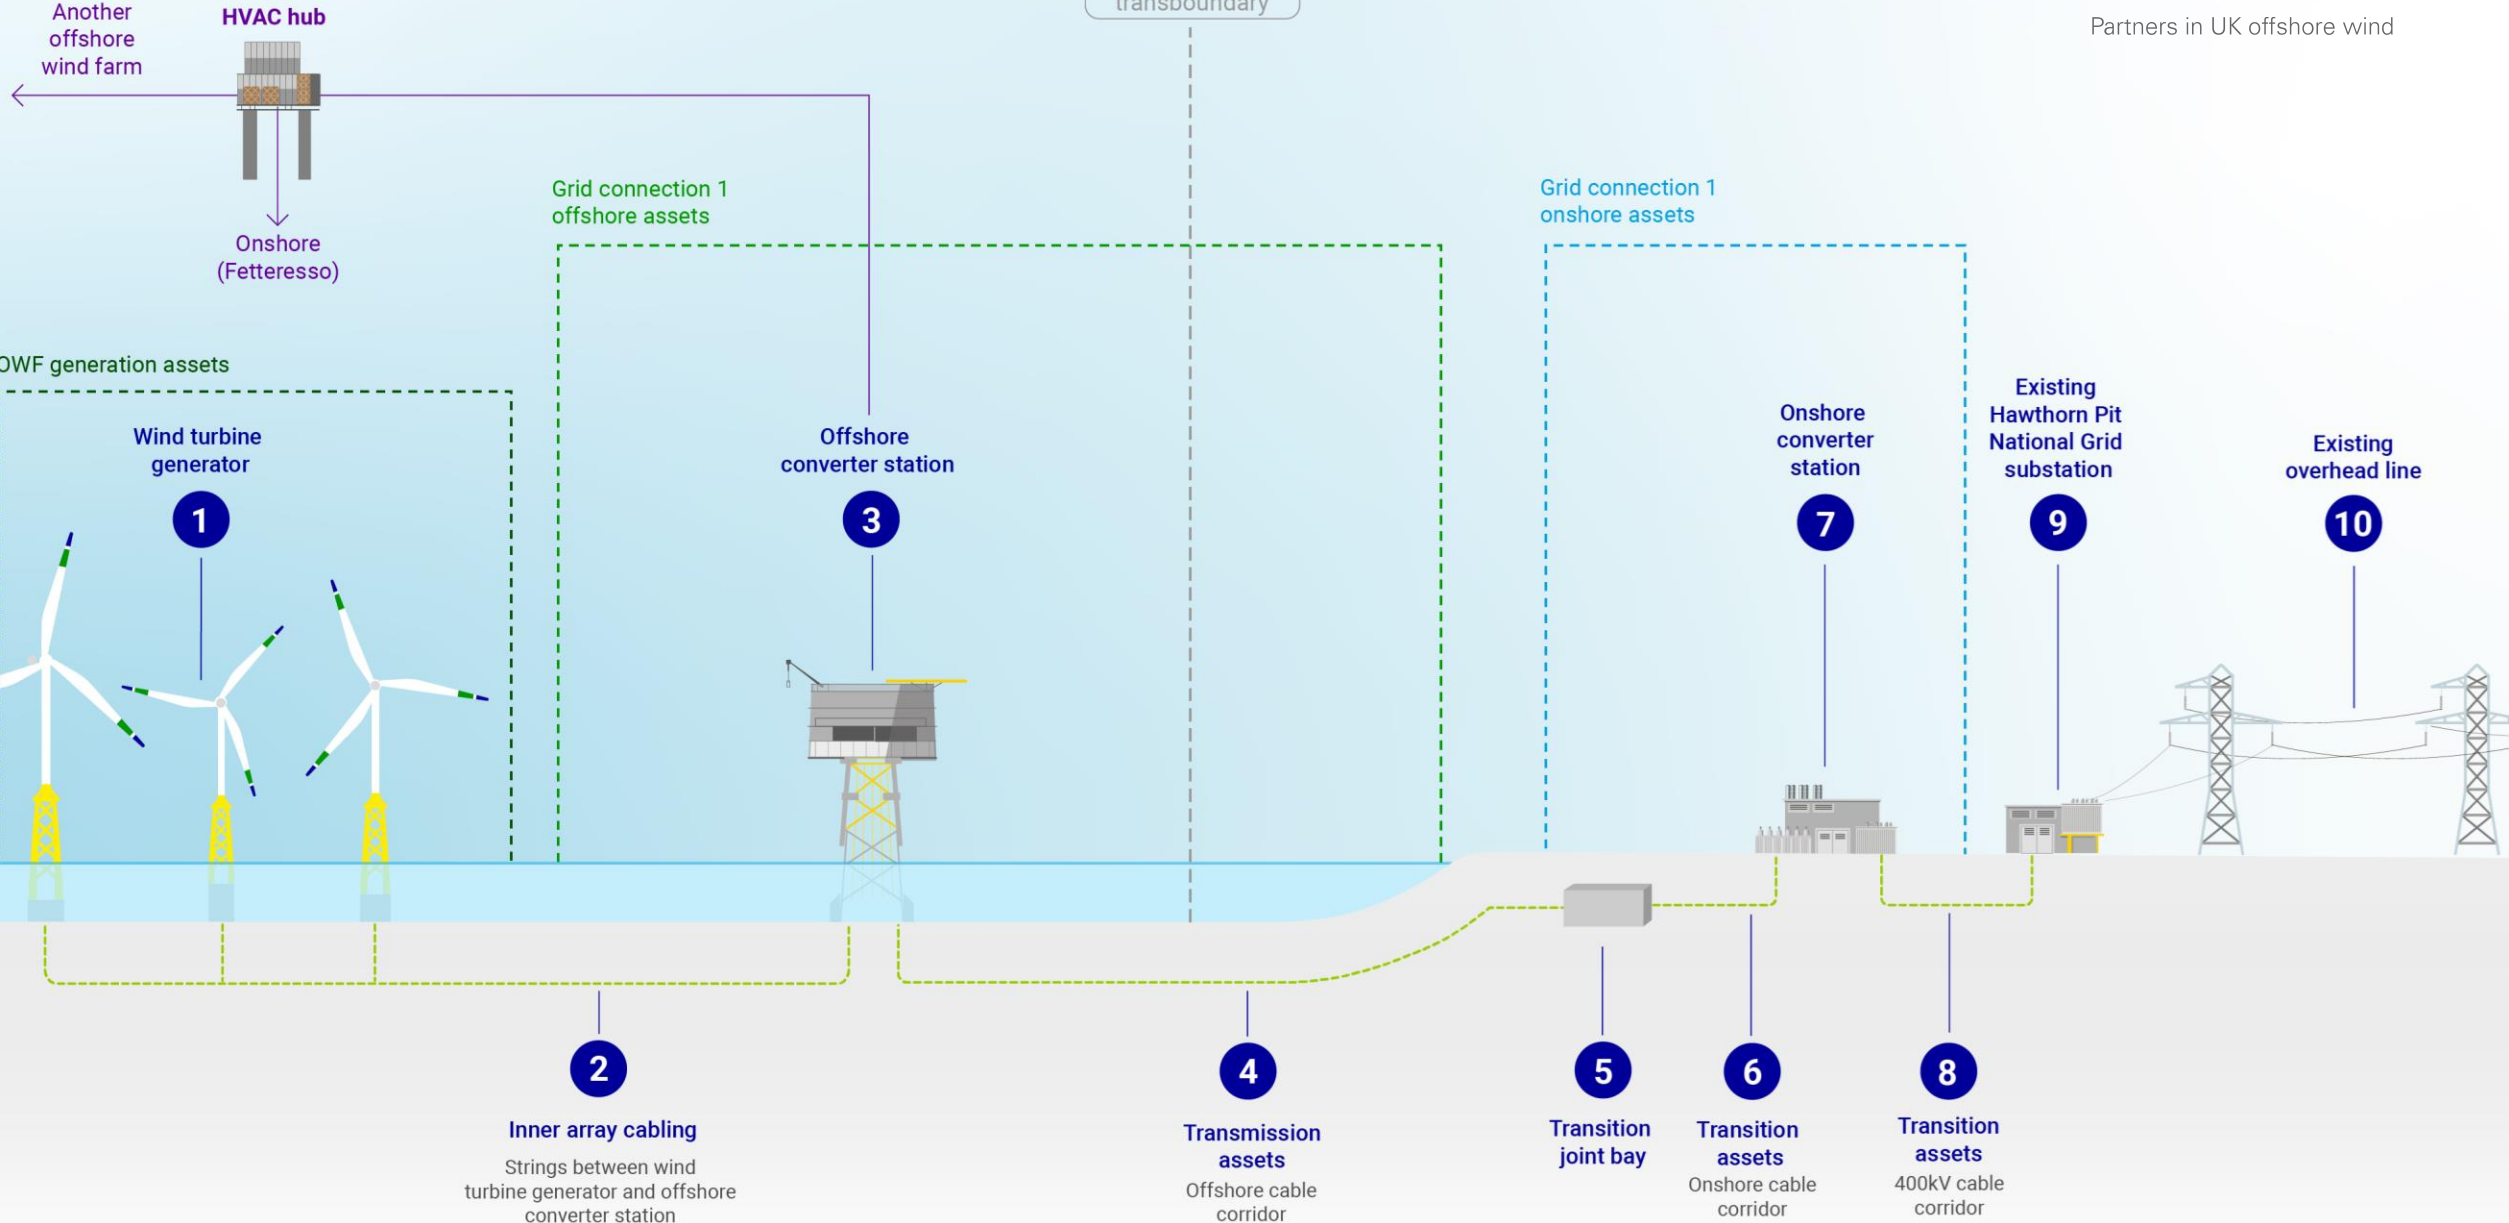 Another
offshore
wind farm
HVAC hub
transboundary
Partners in UK offshore wind
Onshore
(Fetteresso)
Grid connection 1
offshore assets
Grid connection 1
onshore assets
OWF generation assets
Wind turbine
generator
1
Offshore
converter station
3
Onshore
converter
station
7
Existing
Hawthorn Pit
National Grid
substation
9
Existing
overhead line
10
2
Inner array cabling
Strings between wind
turbine generator and offshore
converter station
4
Transmission
assets
Offshore cable
corridor
5
Transition
joint bay
6
Transition
assets
Onshore cable
corridor
8
Transition
assets
400kV cable
corridor